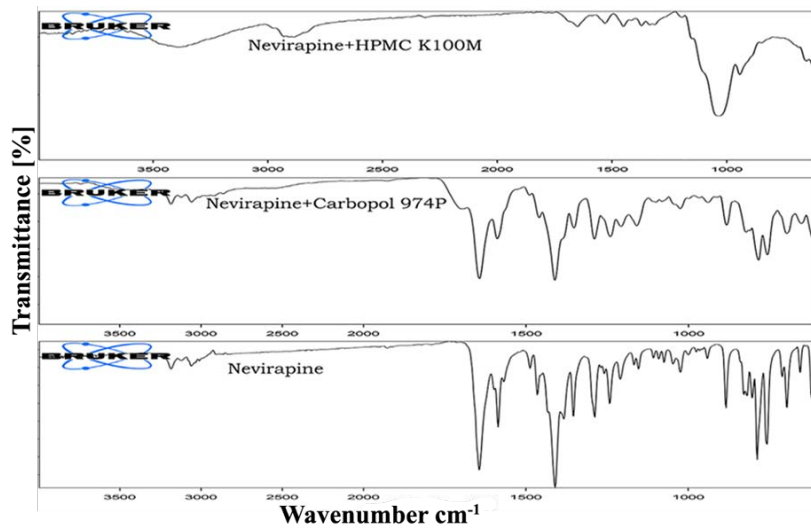 BRUKER
Nevirapine+HPMC K100M
3500 3000 2500 2000 1500 1000
BRUKER
Nevirapine+Carbopol 974P
3500 3000 2500 2000 1500 1000
BRUKER
Nevirapine
3500 3000 2500 2000 1500 1000
Transmittance [%]
Wavenumber cm⁻¹